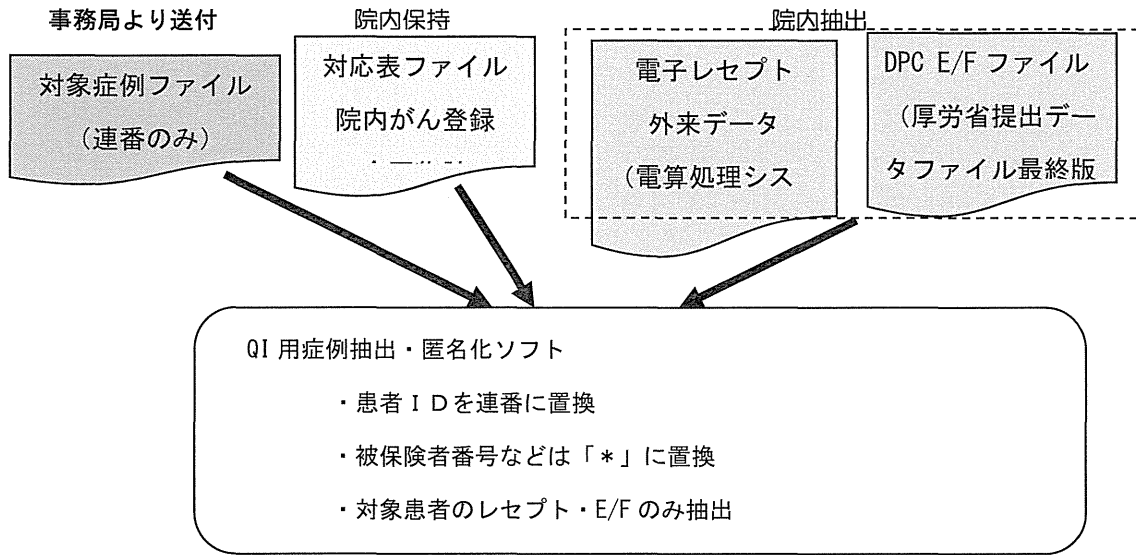 事務局より送付
対象症例ファイル
(連番のみ)
院内保持
対応表ファイル
院内がん登録
院内抽出
電子レセプト
外来データ
(電算処理シス
DPC E/F ファイル
(厚労省提出デー
タファイル最終版
QI 用症例抽出・匿名化ソフト
・患者ＩＤを連番に置換
・被保険者番号などは「*」に置換
・対象患者のレセプト・E/F のみ抽出